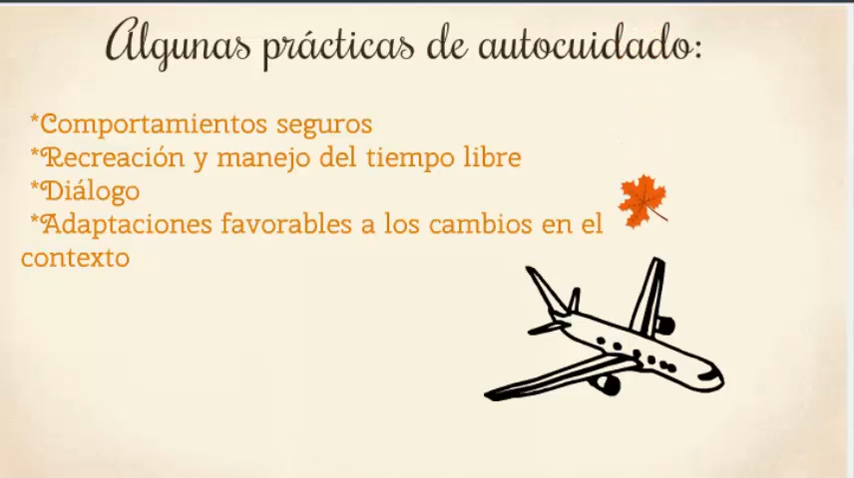 Algunas prácticas de autocuidado:
*Comportamientos seguros
*Recreación y manejo del tiempo libre
*Diálogo
*Adaptaciones favorables a los cambios en el
contexto